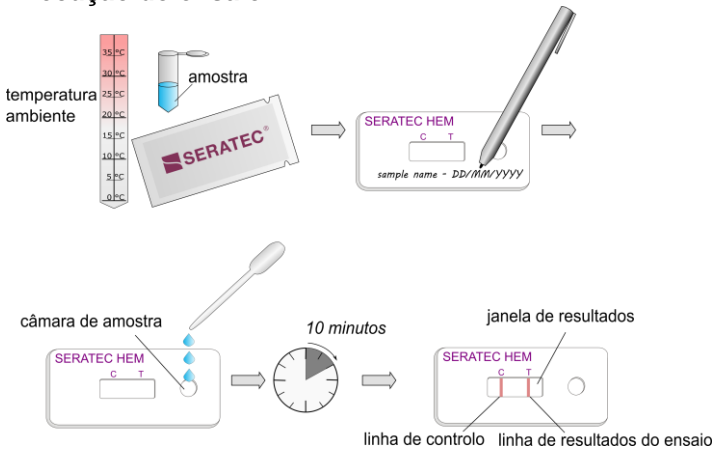 35 °C
30 °C
25 °C
20 °C
15 °C
10 °C
5 °C
0 °C
temperatura
ambiente
amostra
SERATEC®
SERATEC HEM
C T
sample name - DD/MM/YYYY
câmara de amostra
SERATEC HEM
C T
10 minutos
janela de resultados
SERATEC HEM
C T
linha de controlo
linha de resultados do ensaio